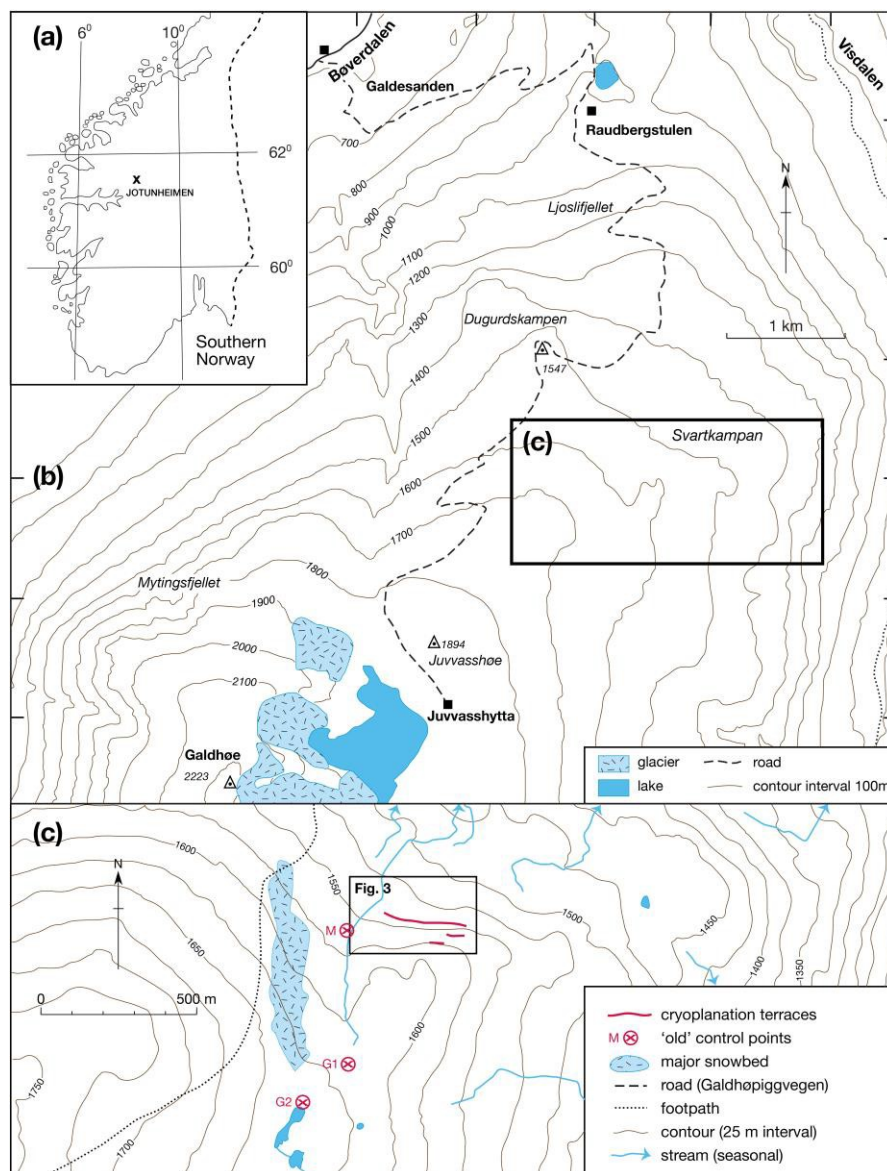 (a)
6⁰
10⁰
62⁰
x
JOTUNHEIMEN
60⁰
Southern
Norway
Bøverdalen
Galdesanden
Visdalen
700
Raudbergstulen
N
800
900
1000
Ljoslifjellet
1100
1200
1300
Dugurdskampen
1 km
1547
1400
1500
Svartkampan
(c)
(b)
1600
1700
1800
Mytingsfjellet
1900
2000
1894
Juvvasshøe
2100
Juvvasshytta
Galdhøe
2223
glacier
road
lake
contour interval 100m
(c)
1600
N
1550
Fig. 3
1500
M
1450
1650
1400
1350
0
500 m
1600
G1
G2
1750
1700
cryoplanation terraces
M
'old' control points
major snowbed
road (Galdhøpiggvegen)
footpath
contour (25 m interval)
stream (seasonal)